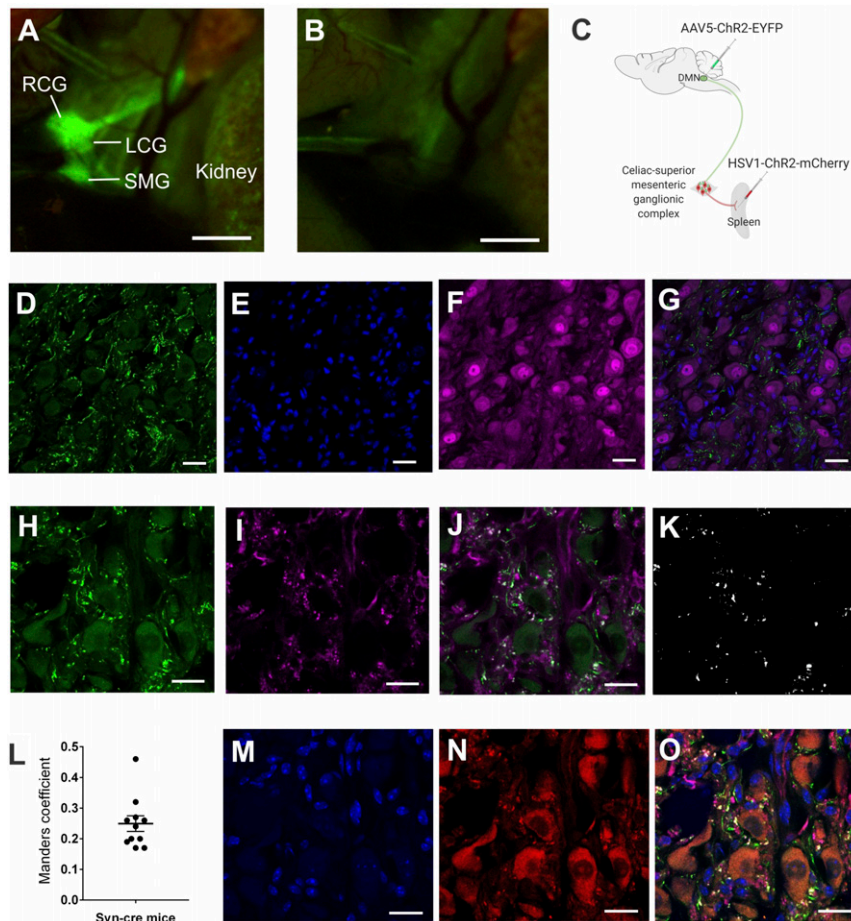 A
RCG
LCG
SMG
Kidney
B
C
AAV5-ChR2-EYFP
DMN
HSV1-ChR2-mCherry
Celiac-superior
mesenteric
ganglionic
complex
Spleen
D
E
F
G
H
I
J
K
L
Manders coefficient
0.5
0.4
0.3
0.2
0.1
0.0
Syn-cre mice
M
N
O